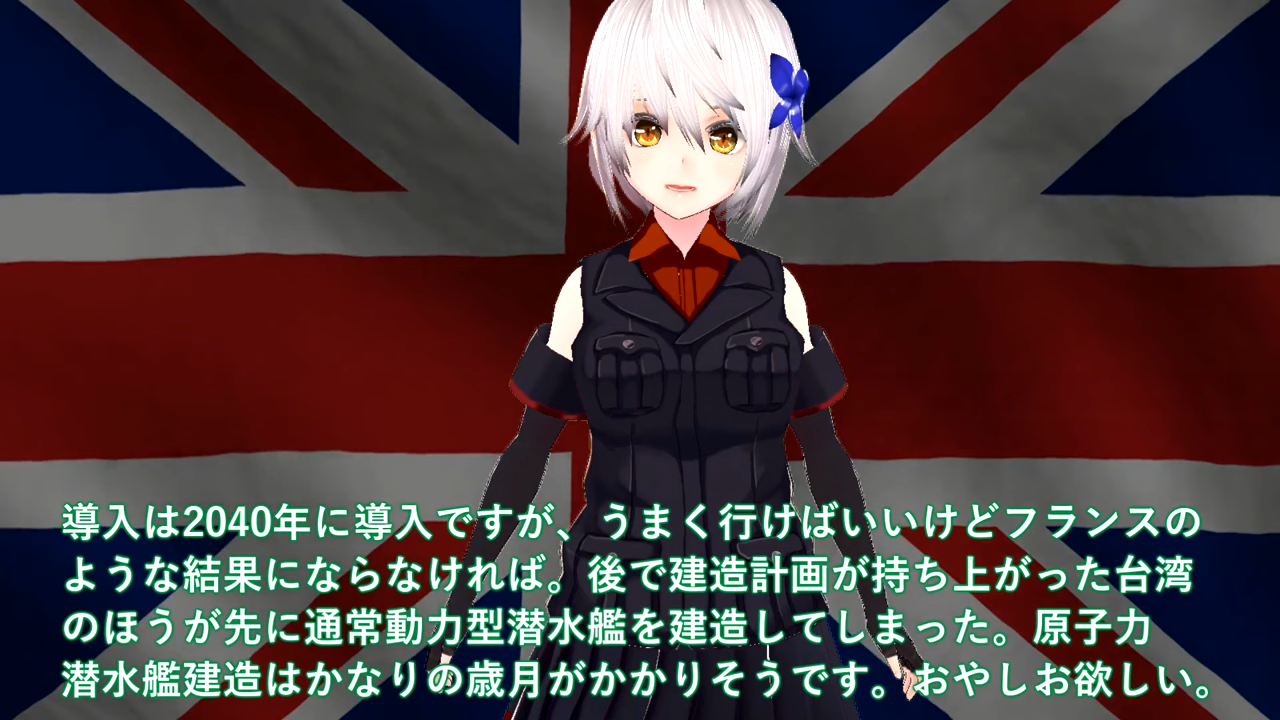 導入は2040年に導入ですが、うまく行けばいいけどフランスの
ような結果にならなければ。後で建造計画が持ち上がった台湾
のほうが先に通常動力型潜水艦を建造してしまった。原子力
潜水艦建造はかなりの歳月がかかりそうです。おやしお欲しい。